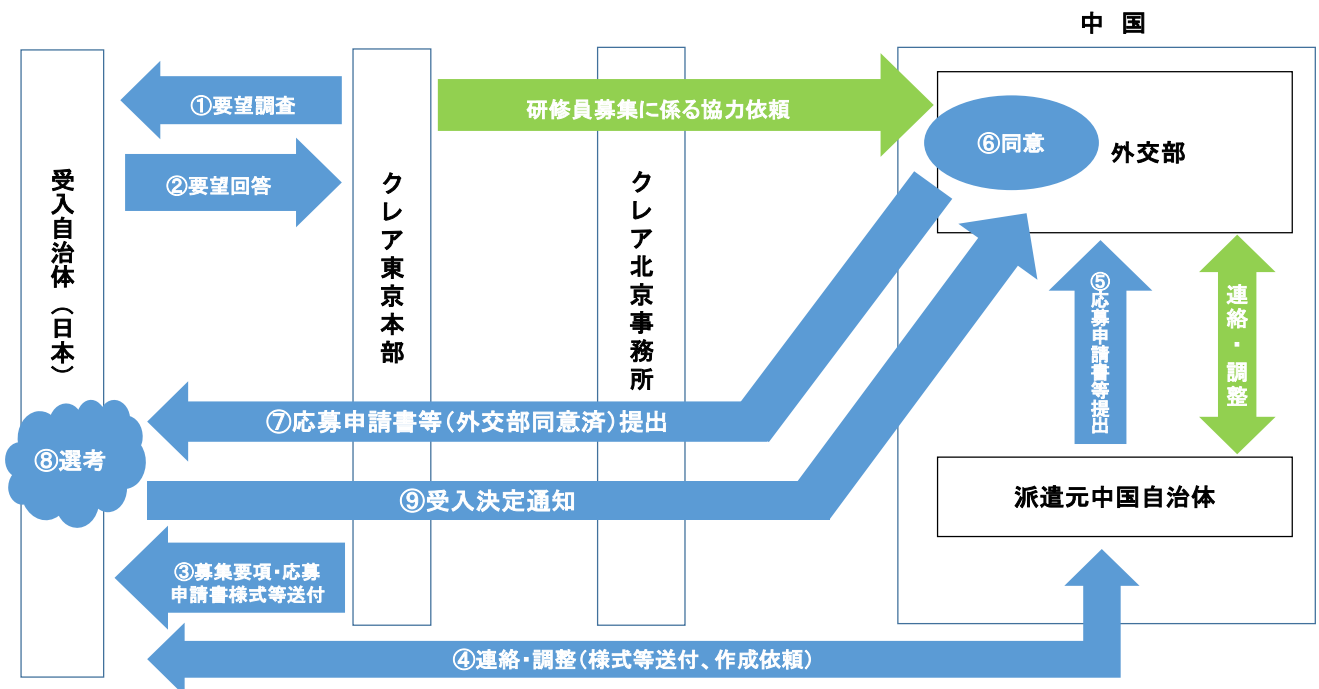 中 国
①要望調査
研修員募集に係る協力依頼
⑥同意
外交部
②要望回答
受入自治体（日本）
クレア東京本部
クレア北京事務所
⑤応募申請書等提出
連絡・調整
⑦応募申請書等（外交部同意済）提出
⑧選考
⑨受入決定通知
派遣元中国自治体
③募集要項・応募
申請書様式等送付
④連絡・調整（様式等送付、作成依頼）